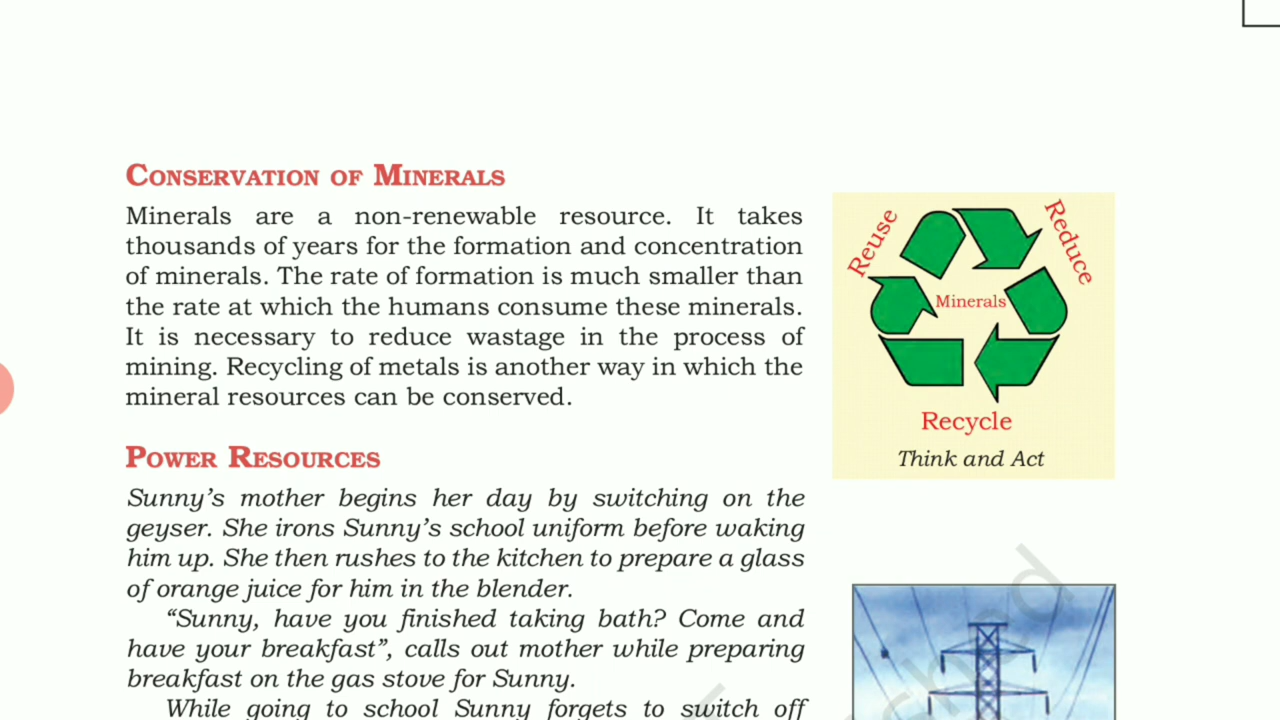 CONSERVATION OF MINERALS
Minerals are a non-renewable resource. It takes
thousands of years for the formation and concentration
of minerals. The rate of formation is much smaller than
the rate at which the humans consume these minerals.
It is necessary to reduce wastage in the process of
mining. Recycling of metals is another way in which the
mineral resources can be conserved.
Reuse
Reduce
Minerals
Recycle
Think and Act
POWER RESOURCES
Sunny’s mother begins her day by switching on the
geyser. She irons Sunny’s school uniform before waking
him up. She then rushes to the kitchen to prepare a glass
of orange juice for him in the blender.
“Sunny, have you finished taking bath? Come and
have your breakfast”, calls out mother while preparing
breakfast on the gas stove for Sunny.
While going to school Sunny forgets to switch off